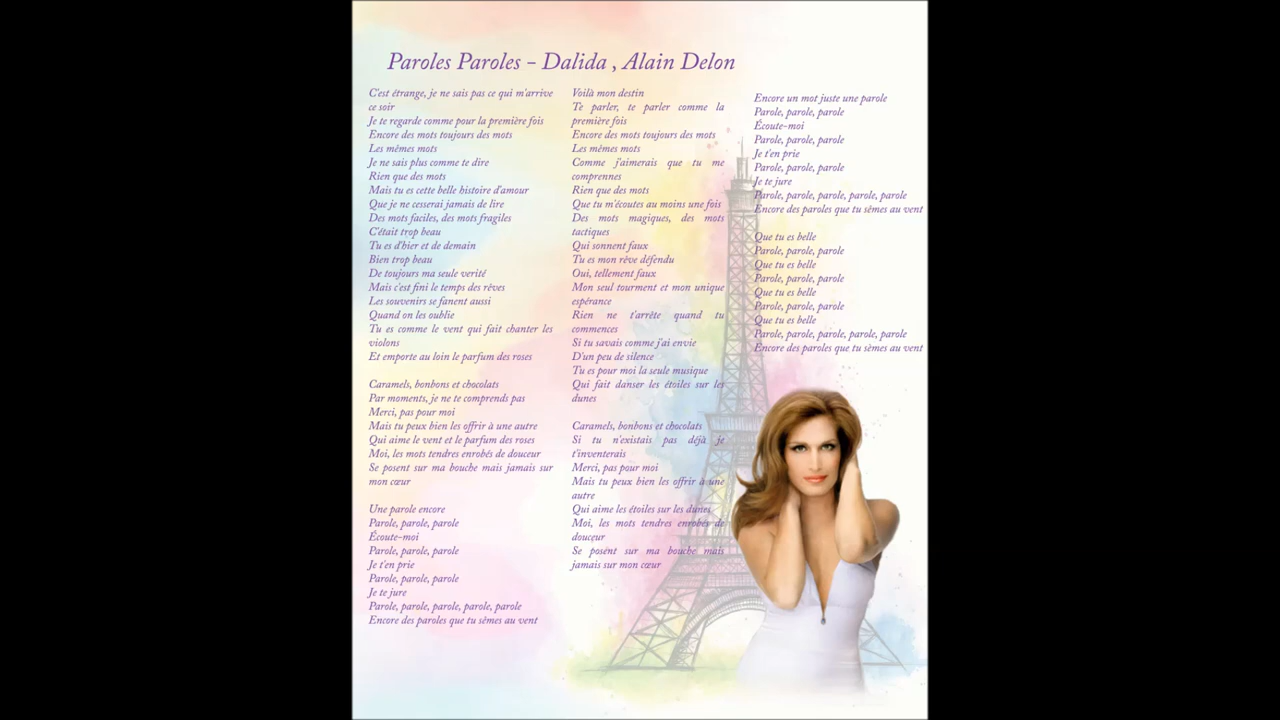 Paroles Paroles - Dalida , Alain Delon
C'est étrange, je ne sais pas ce qui m'arrive
ce soir
Je te regarde comme pour la première fois
Encore des mots toujours des mots
Les mêmes mots
Je ne sais plus comme te dire
Rien que des mots
Mais tu es cette belle histoire d'amour
Que je ne cesserai jamais de lire
Des mots faciles, des mots fragiles
C'était trop beau
Tu es d'hier et de demain
Bien trop beau
De toujours ma seule verité
Mais c'est fini le temps des rêves
Les souvenirs se fanent aussi
Quand on les oublie
Tu es comme le vent qui fait chanter les
violons
Et emporte au loin le parfum des roses
Caramels, bonbons et chocolats
Par moments, je ne te comprends pas
Merci, pas pour moi
Mais tu peux bien les offrir à une autre
Qui aime le vent et le parfum des roses
Moi, les mots tendres enrobés de douceur
Se posent sur ma bouche mais jamais sur
mon cœur
Une parole encore
Parole, parole, parole
Écoute-moi
Parole, parole, parole
Je t'en prie
Parole, parole, parole
Je te jure
Parole, parole, parole, parole, parole
Encore des paroles que tu sèmes au vent
Voilà mon destin
Te parler, te parler comme la
première fois
Encore des mots toujours des mots
Les mêmes mots
Comme j'aimerais que tu me
comprennes
Rien que des mots
Que tu m'écoutes au moins une fois
Des mots magiques, des mots
tactiques
Qui sonnent faux
Tu es mon rêve défendu
Oui, tellement faux
Mon seul tourment et mon unique
espérance
Rien ne t'arrête quand tu
commences
Si tu savais comme j'ai envie
D'un peu de silence
Tu es pour moi la seule musique
Qui fait danser les étoiles sur les
dunes
Caramels, bonbons et chocolats
Si tu n'existais pas déjà je
t'inventerais
Merci, pas pour moi
Mais tu peux bien les offrir à une
autre
Qui aime les étoiles sur les dunes
Moi, les mots tendres enrobés de
douceur
Se posent sur ma bouche mais
jamais sur mon cœur
Encore un mot juste une parole
Parole, parole, parole
Écoute-moi
Parole, parole, parole
Je t'en prie
Parole, parole, parole
Je te jure
Parole, parole, parole, parole, parole
Encore des paroles que tu sèmes au vent
Que tu es belle
Parole, parole, parole
Que tu es belle
Parole, parole, parole
Que tu es belle
Parole, parole, parole
Que tu es belle
Parole, parole, parole, parole, parole
Encore des paroles que tu sèmes au vent